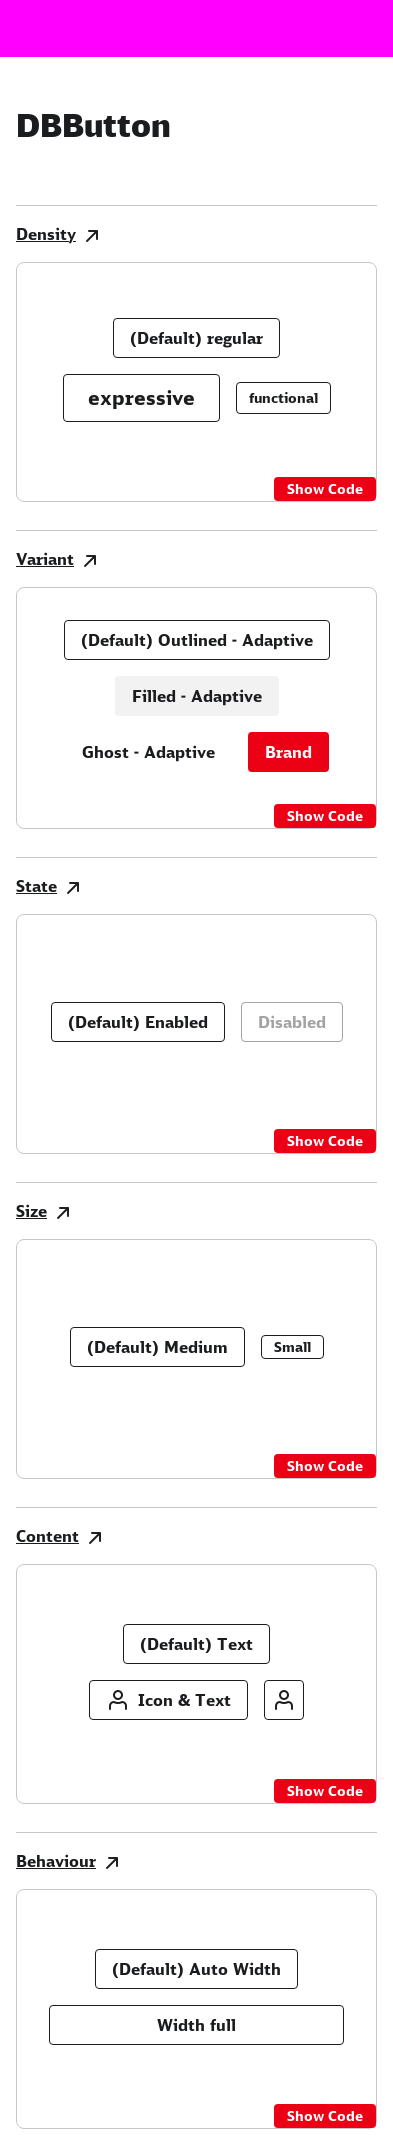 DBButton
Density
(Default) regular
expressive functional
Show Code
Variant
(Default) Outlined - Adaptive
Filled - Adaptive
Ghost - Adaptive Brand
Show Code
State
(Default) Enabled Disabled
Show Code
Size
(Default) Medium Small
Show Code
Content
(Default) Text
Icon & Text
Show Code
Behaviour
(Default) Auto Width
Width full
Show Code